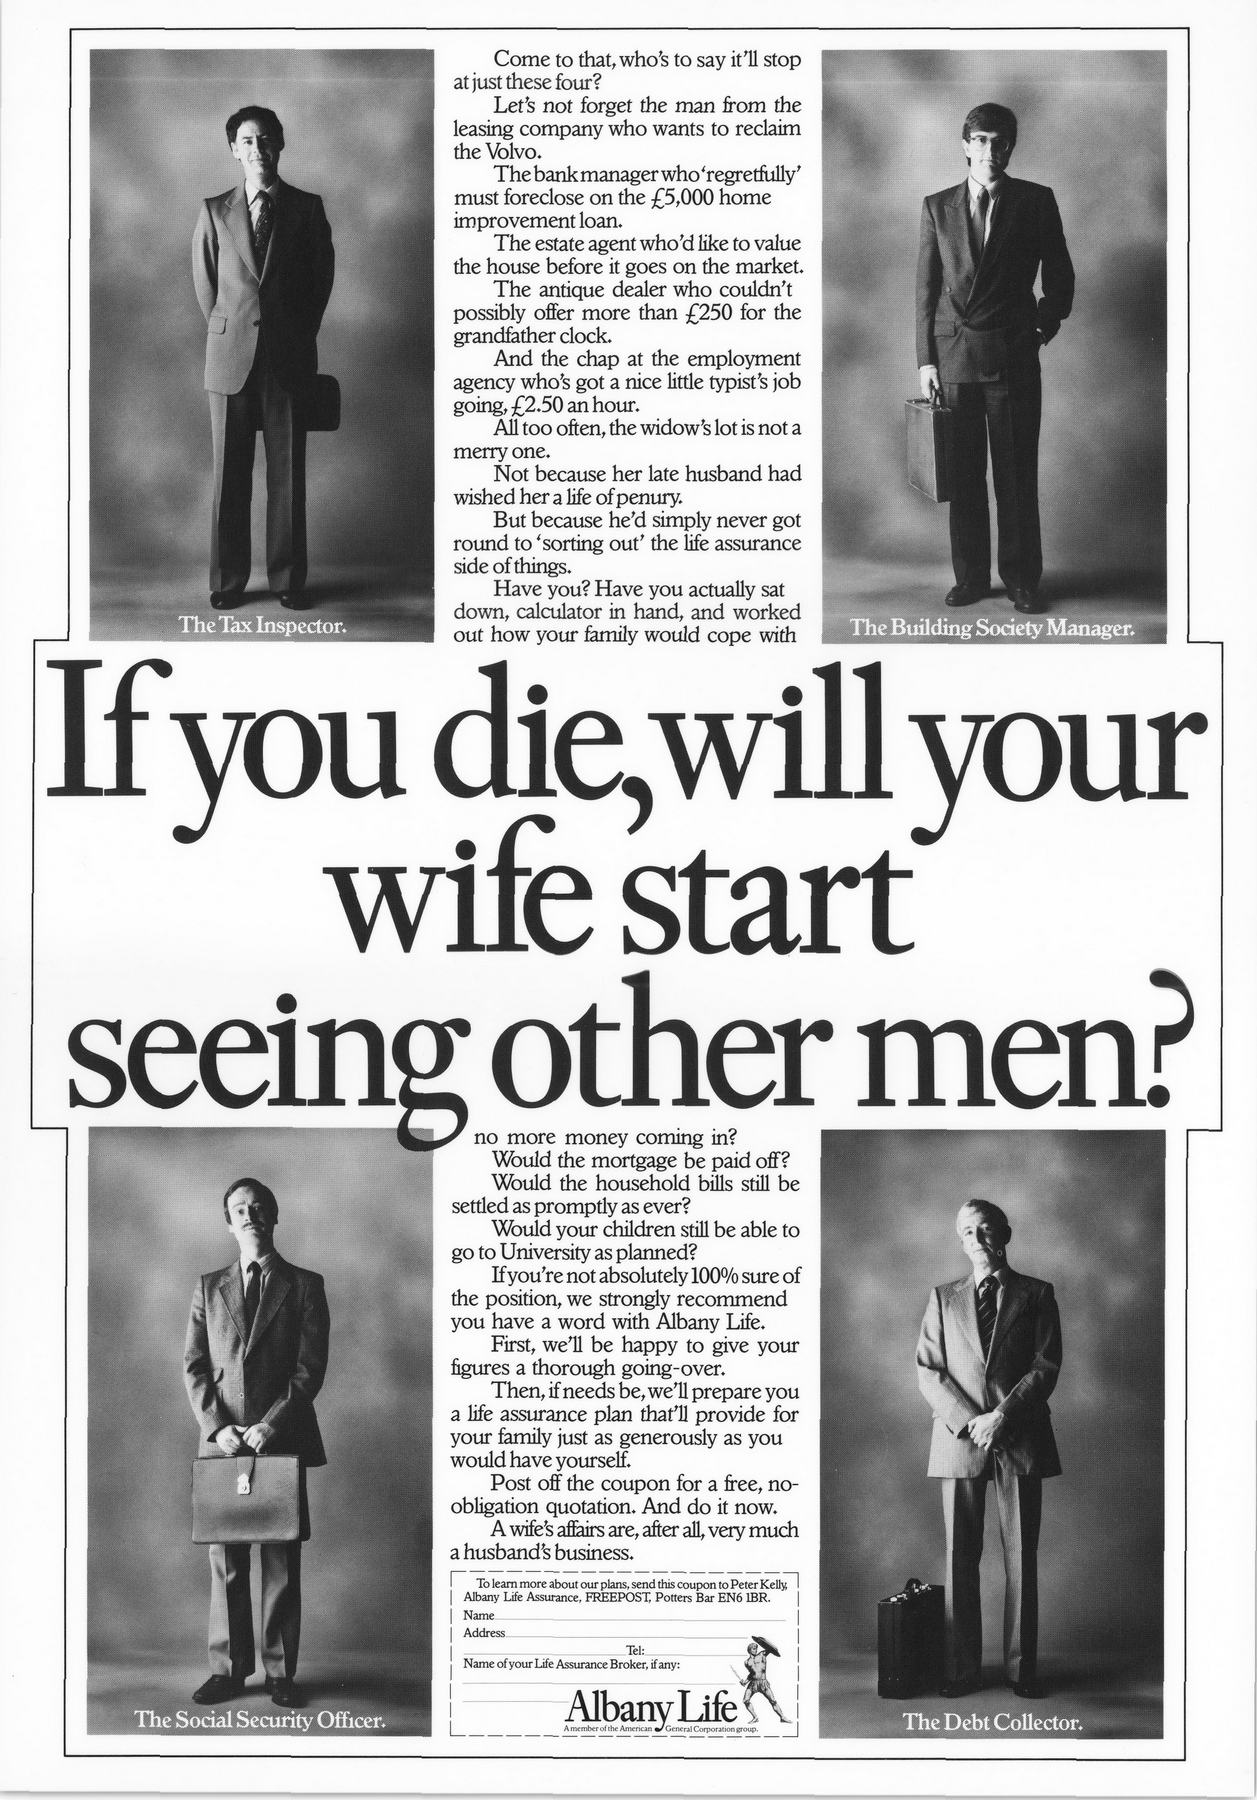 Come to that, who's to say it'll stop
at just these four?
Let's not forget the man from the
leasing company who wants to reclaim
the Volvo.
The bank manager who 'regretfully'
must foreclose on the £5,000 home
improvement loan.
The estate agent who'd like to value
the house before it goes on the market.
The antique dealer who couldn't
possibly offer more than £250 for the
grandfather clock.
And the chap at the employment
agency who's got a nice little typist's job
going, £2.50 an hour.
All too often, the widow's lot is not a
merry one.
Not because her late husband had
wished her a life of penury.
But because he'd simply never got
round to 'sorting out' the life assurance
side of things.
Have you? Have you actually sat
down, calculator in hand, and worked
out how your family would cope with
The Tax Inspector.
The Building Society Manager.
If you die, will your
wife start
seeing other men?
no more money coming in?
Would the mortgage be paid off?
Would the household bills still be
settled as promptly as ever?
Would your children still be able to
go to University as planned?
If you're not absolutely 100% sure of
the position, we strongly recommend
you have a word with Albany Life.
First, we'll be happy to give your
figures a thorough going-over.
Then, if needs be, we'll prepare you
a life assurance plan that'll provide for
your family just as generously as you
would have yourself.
Post off the coupon for a free, no-
obligation quotation. And do it now.
A wife's affairs are, after all, very much
a husband's business.
To learn more about our plans, send this coupon to Peter Kelly,
Albany Life Assurance, FREEPOST, Potters Bar EN6 1BR.
Name
Address
Tel:
Name of your Life Assurance Broker, if any:
Albany Life
A member of the American General Corporation group.
The Social Security Officer.
The Debt Collector.